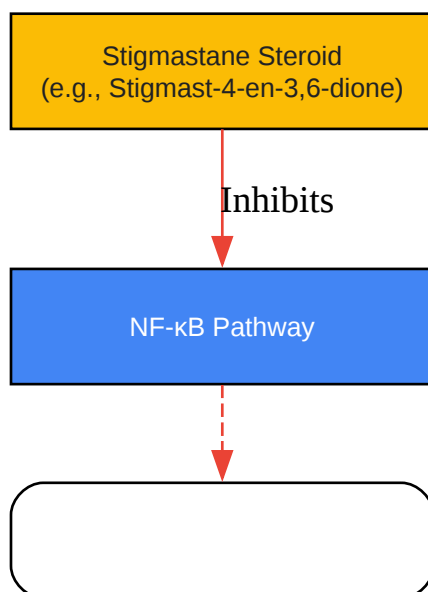 Stigmastane Steroid
(e.g., Stigmast-4-en-3,6-dione)
Inhibits
NF-κB Pathway